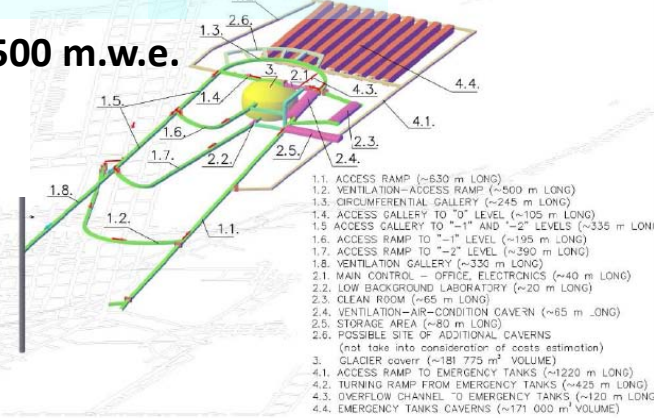 500 m.w.e.
2.6.
1.3.
3.
2.1
4.3.
4.4.
1.4.
1.5.
4.1.
1.6.
2.3.
1.7.
2.2.
2.4.
2.5.
1.8.
1.2.
1.1.
1.1. ACCESS RAMP (~630 m LONG)
1.2. VENTILATION-ACCESS RAMP (~500 m LONG)
1.3. CIRCUMFERENTIAL GALLERY (~245 m LONG)
1.4. ACCESS GALLERY TO "0" LEVEL (~105 m LONG)
1.5 ACCESS GALLERY TO "-1" AND "-2" LEVELS (~335 m LONG)
1.6. ACCESS RAMP TO "-1" LEVEL (~195 m LONG)
1.7. ACCESS RAMP TO "-2" LEVEL (~390 m LONG)
1.8. VENTILATION GALLERY (~330 m LONG)
2.1. MAIN CONTROL - OFFICE, ELECTRONICS (~40 m LONG)
2.2. LOW BACKGROUND LABORATORY (~20 m LONG)
2.3. CLEAN ROOM (~65 m LONG)
2.4. VENTILATION-AIR-CONDITION CAVERN (~65 m LONG)
2.5. STORAGE AREA (~80 m LONG)
2.6. POSSIBLE SITE OF ADDITIONAL CAVERNS
(not take into consideration of costs estimation)
3. GLACIER cavern (~181 775 m³ VOLUME)
4.1. ACCESS RAMP TO EMERGENCY TANKS (~1220 m LONG)
4.2. TURNING RAMP FROM EMERGENCY TANKS (~425 m LONG)
4.3. OVERFLOW CHANNEL TO EMERGENCY TANKS (~120 m LONG)
4.4. EMERGENCY TANKS CAVERNS (~171 000 m³ VOLUME)